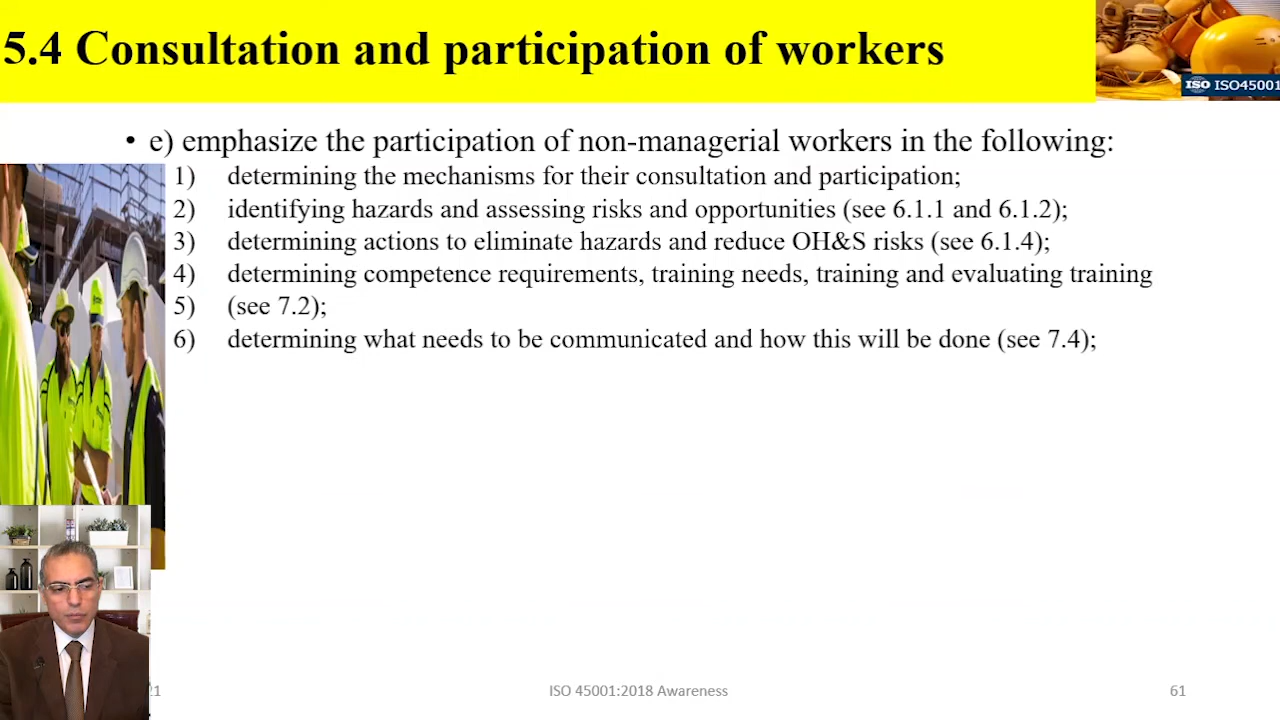 5.4 Consultation and participation of workers
ISO ISO45001
• e) emphasize the participation of non-managerial workers in the following:
1) determining the mechanisms for their consultation and participation;
2) identifying hazards and assessing risks and opportunities (see 6.1.1 and 6.1.2);
3) determining actions to eliminate hazards and reduce OH&S risks (see 6.1.4);
4) determining competence requirements, training needs, training and evaluating training
5) (see 7.2);
6) determining what needs to be communicated and how this will be done (see 7.4);
21
ISO 45001:2018 Awareness
61